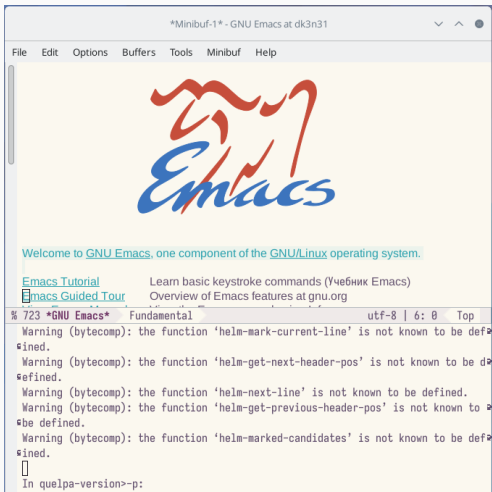 *Minibuf-1* - GNU Emacs at dk3n31
File Edit Options Buffers Tools Minibuf Help
Emacs
Welcome to GNU Emacs, one component of the GNU/Linux operating system.
Emacs Tutorial Learn basic keystroke commands (Учебник Emacs)
Emacs Guided Tour Overview of Emacs features at gnu.org
% 723 *GNU Emacs* Fundamental utf-8 | 6: 0 Top
Warning (bytecomp): the function ‘helm-mark-current-line’ is not known to be def
ined.
Warning (bytecomp): the function ‘helm-get-next-header-pos’ is not known to be d
efined.
Warning (bytecomp): the function ‘helm-next-line’ is not known to be defined.
Warning (bytecomp): the function ‘helm-get-previous-header-pos’ is not known to
be defined.
Warning (bytecomp): the function ‘helm-marked-candidates’ is not known to be def
ined.
In quelpa-version>-p: